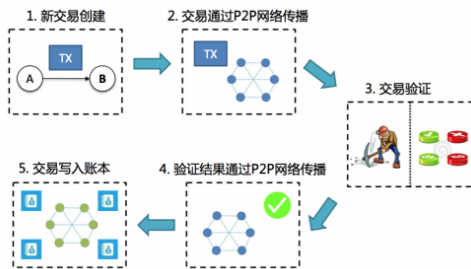 1. 新交易创建
TX
A
B
2. 交易通过P2P网络传播
TX
3. 交易验证
4. 验证结果通过P2P网络传播
5. 交易写入账本